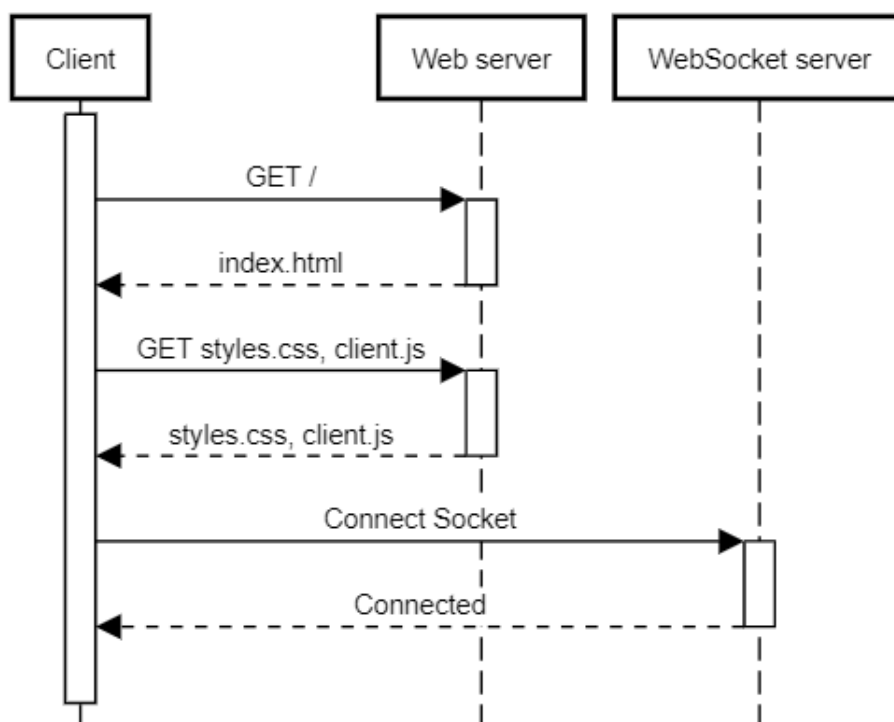 Client
Web server
WebSocket server
GET /
index.html
GET styles.css, client.js
styles.css, client.js
Connect Socket
Connected